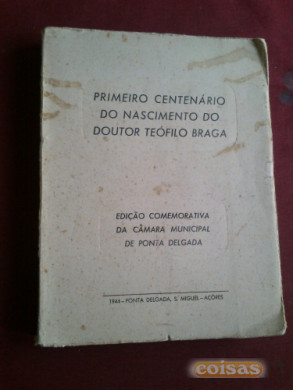 PRIMEIRO CENTENÁRIO
DO NASCIMENTO DO
DOUTOR TEÓFILO BRAGA
EDIÇÃO COMEMORATIVA
DA CÂMARA MUNICIPAL
DE PONTA DELGADA
1944—PONTA DELGADA, S. MIGUEL—AÇÔRES
coisas